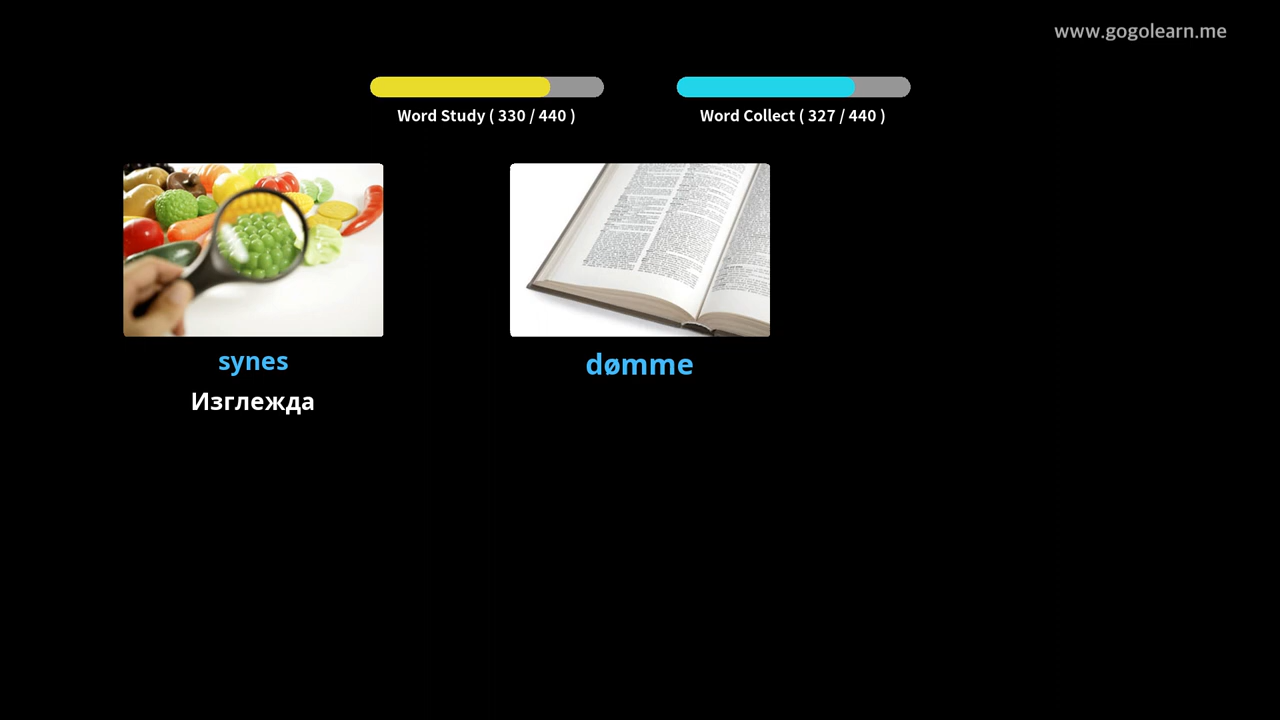 www.gogolearn.me
Word Study ( 330 / 440 )
Word Collect ( 327 / 440 )
synes
Изглежда
dømme